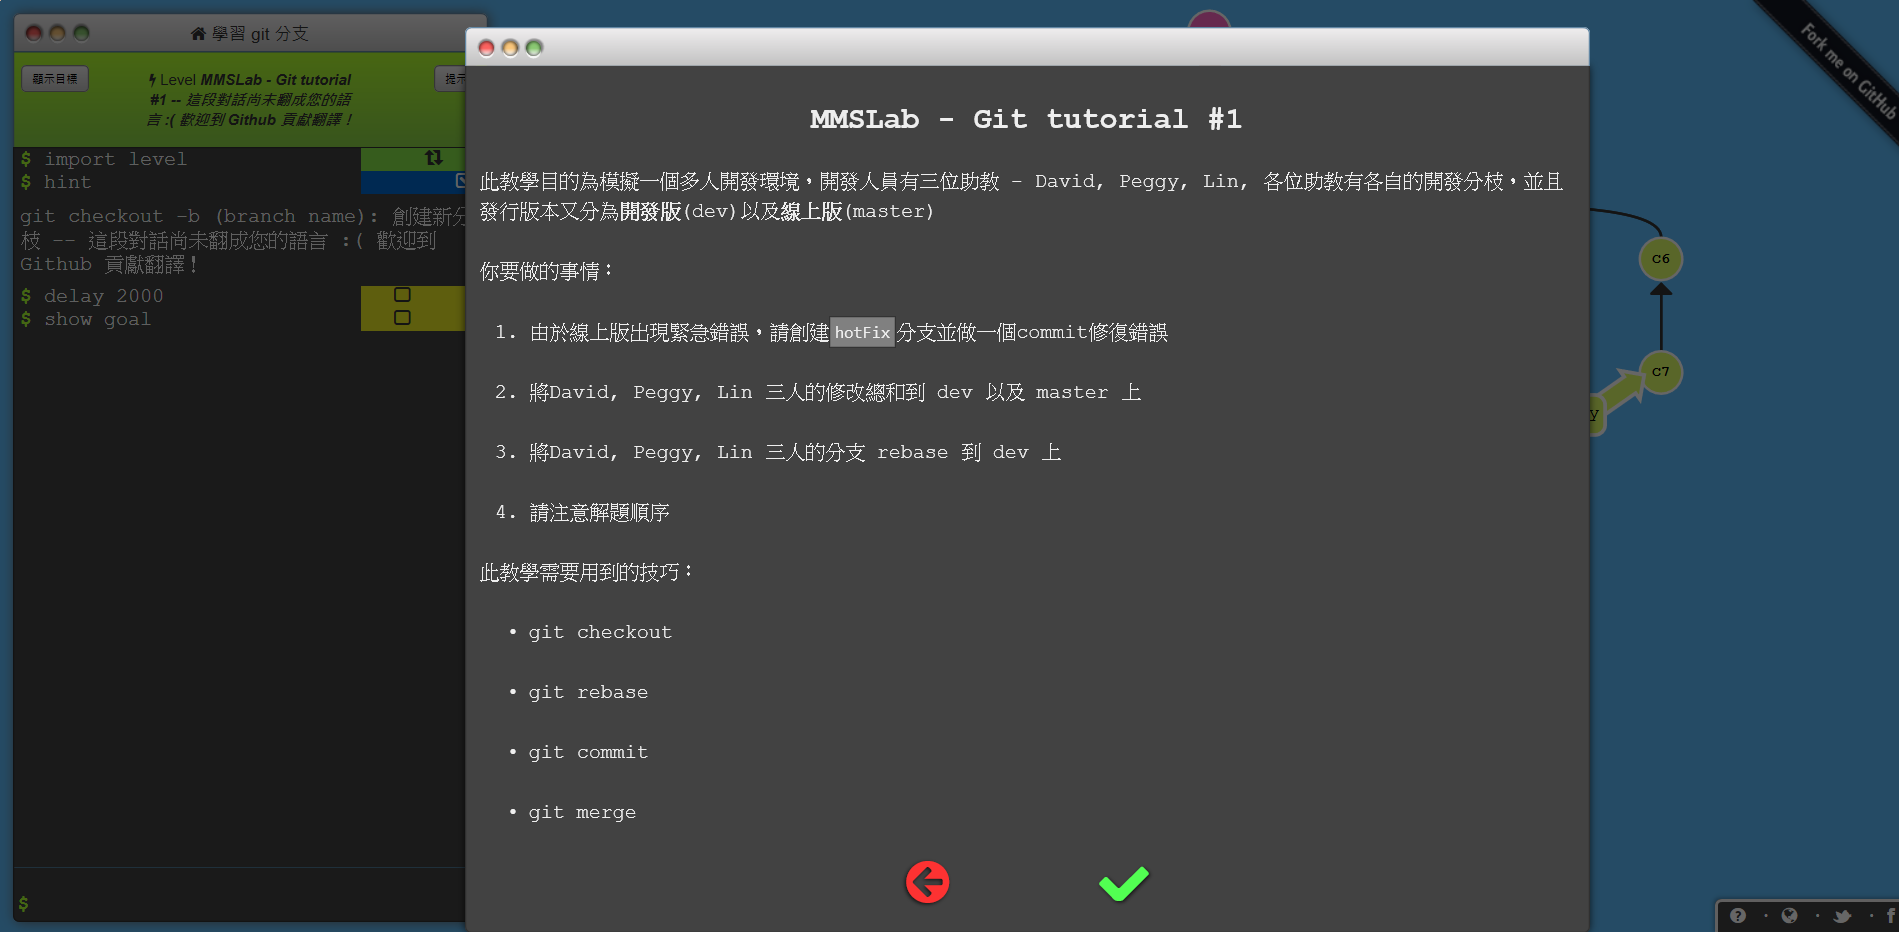 學習 git 分支
顯示目標
Level MMSLab - Git tutorial
#1 -- 這段對話尚未翻成您的語
言 :( 歡迎到 Github 貢獻翻譯！
提示
$ import level
$ hint
git checkout -b (branch name): 創建新分
枝 -- 這段對話尚未翻成您的語言 :( 歡迎到
Github 貢獻翻譯！
$ delay 2000
$ show goal
$
MMSLab - Git tutorial #1
此教學目的為模擬一個多人開發環境，開發人員有三位助教 - David, Peggy, Lin, 各位助教有各自的開發分枝，並且
發行版本又分為開發版(dev)以及線上版(master)
你要做的事情：
1. 由於線上版出現緊急錯誤，請創建hotFix分支並做一個commit修復錯誤
2. 將David, Peggy, Lin 三人的修改總和到 dev 以及 master 上
3. 將David, Peggy, Lin 三人的分支 rebase 到 dev 上
4. 請注意解題順序
此教學需要用到的技巧：
• git checkout
• git rebase
• git commit
• git merge
Fork me on GitHub
c6
c7
y